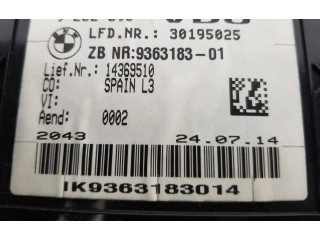 LFD.NR.: 30195025
ZB NR:9363183-01
Lief.Nr.: 14369510
CO: SPAIN L3
VI:
Aend: 0002
2043 24.07.14
IK9363183014